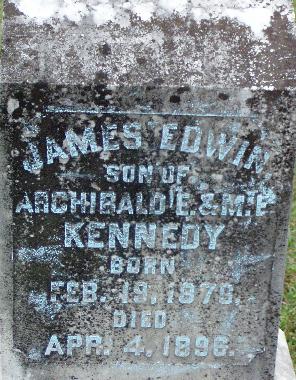 JAMES EDWIN,
SON OF
ARCHIBALD E. & M. E
KENNEDY
BORN
FEB. 19, 1879.
DIED
APR. 4, 1896.